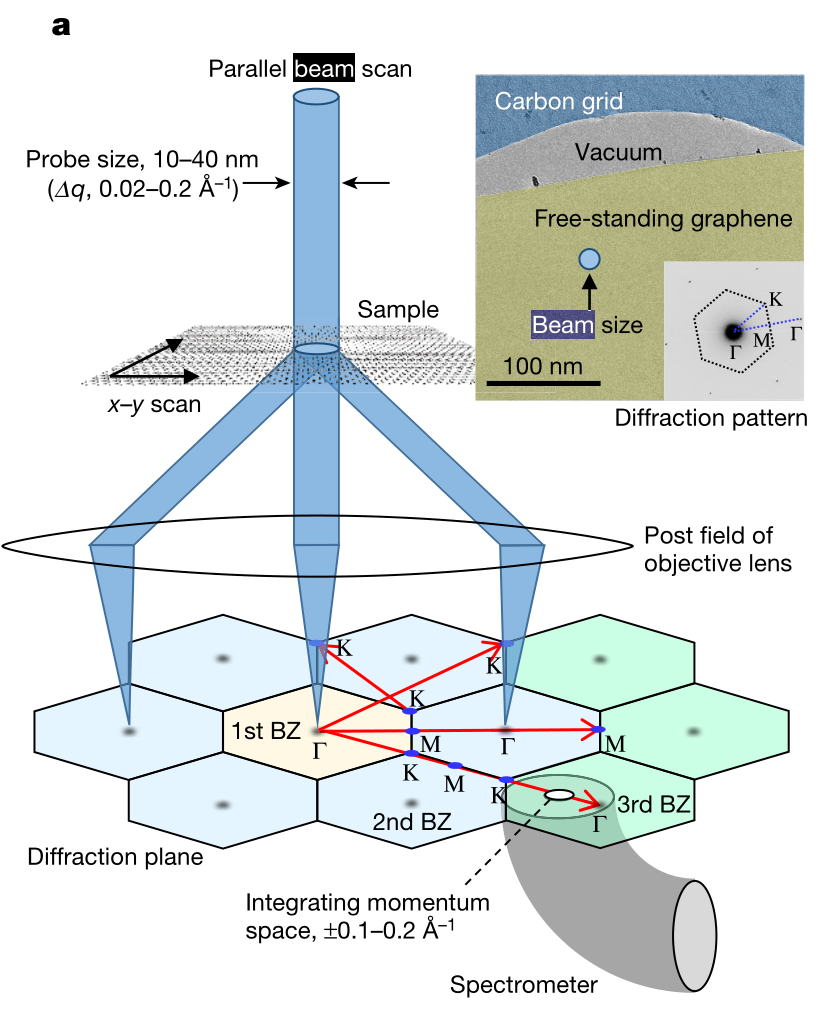 a
Parallel beam scan
Probe size, 10–40 nm
(Δq, 0.02–0.2 Å⁻¹)
Carbon grid
Vacuum
Free-standing graphene
Beam size
100 nm
K
M
Γ
Γ
Diffraction pattern
Sample
x–y scan
Post field of
objective lens
K
K
K
1st BZ
Γ
M
Γ
M
K
M
K
2nd BZ
3rd BZ
Γ
Diffraction plane
Integrating momentum
space, ±0.1–0.2 Å⁻¹
Spectrometer